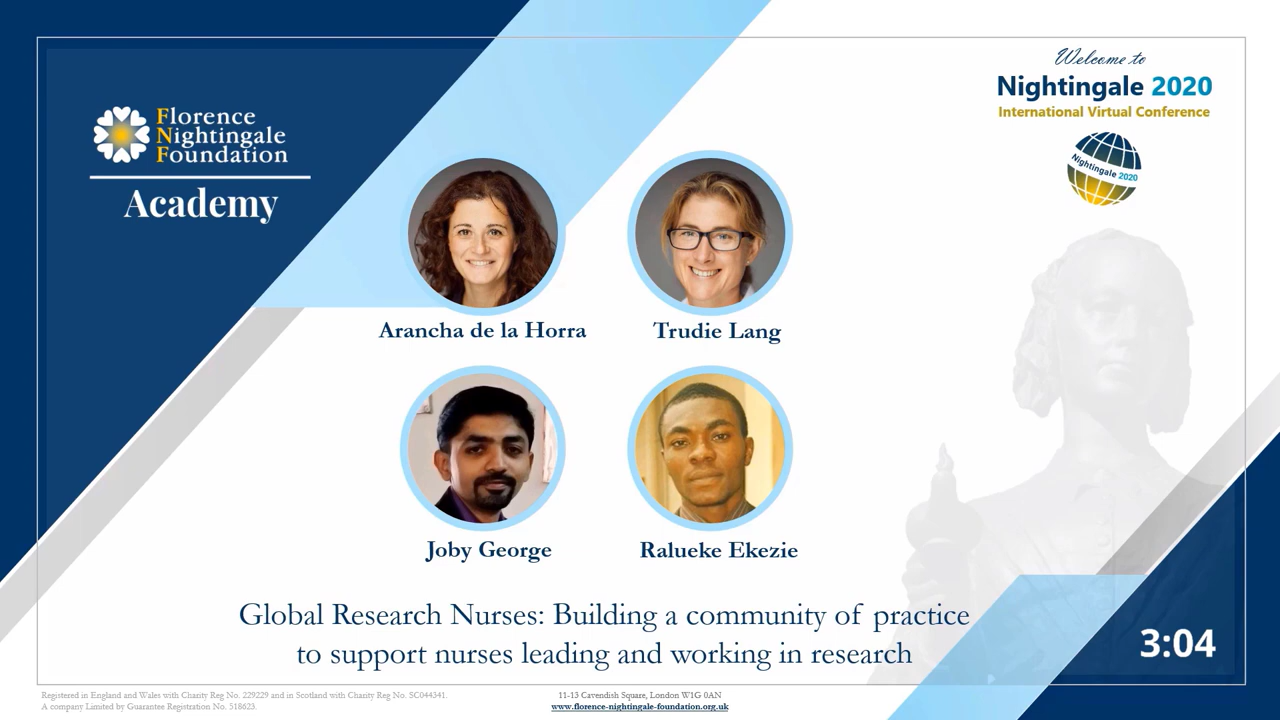 Florence
Nightingale
Foundation
Academy
Welcome to
Nightingale 2020
International Virtual Conference
Nightingale 2020
Arancha de la Horra
Trudie Lang
Joby George
Ralueke Ekezie
Global Research Nurses: Building a community of practice
to support nurses leading and working in research
3:04
Registered in England and Wales with Charity Reg No. 229229 and in Scotland with Charity Reg No. SC044341.
A company Limited by Guarantee Registration No. 518623.
11-13 Cavendish Square, London W1G 0AN
www.florence-nightingale-foundation.org.uk